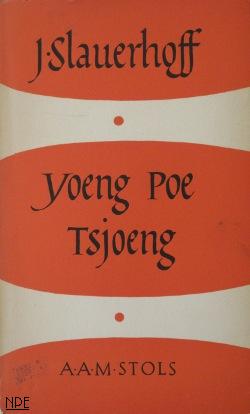 J. Slauerhoff
Yoeng Poe
Tsjoeng
A.A.M. STOLS
NPE